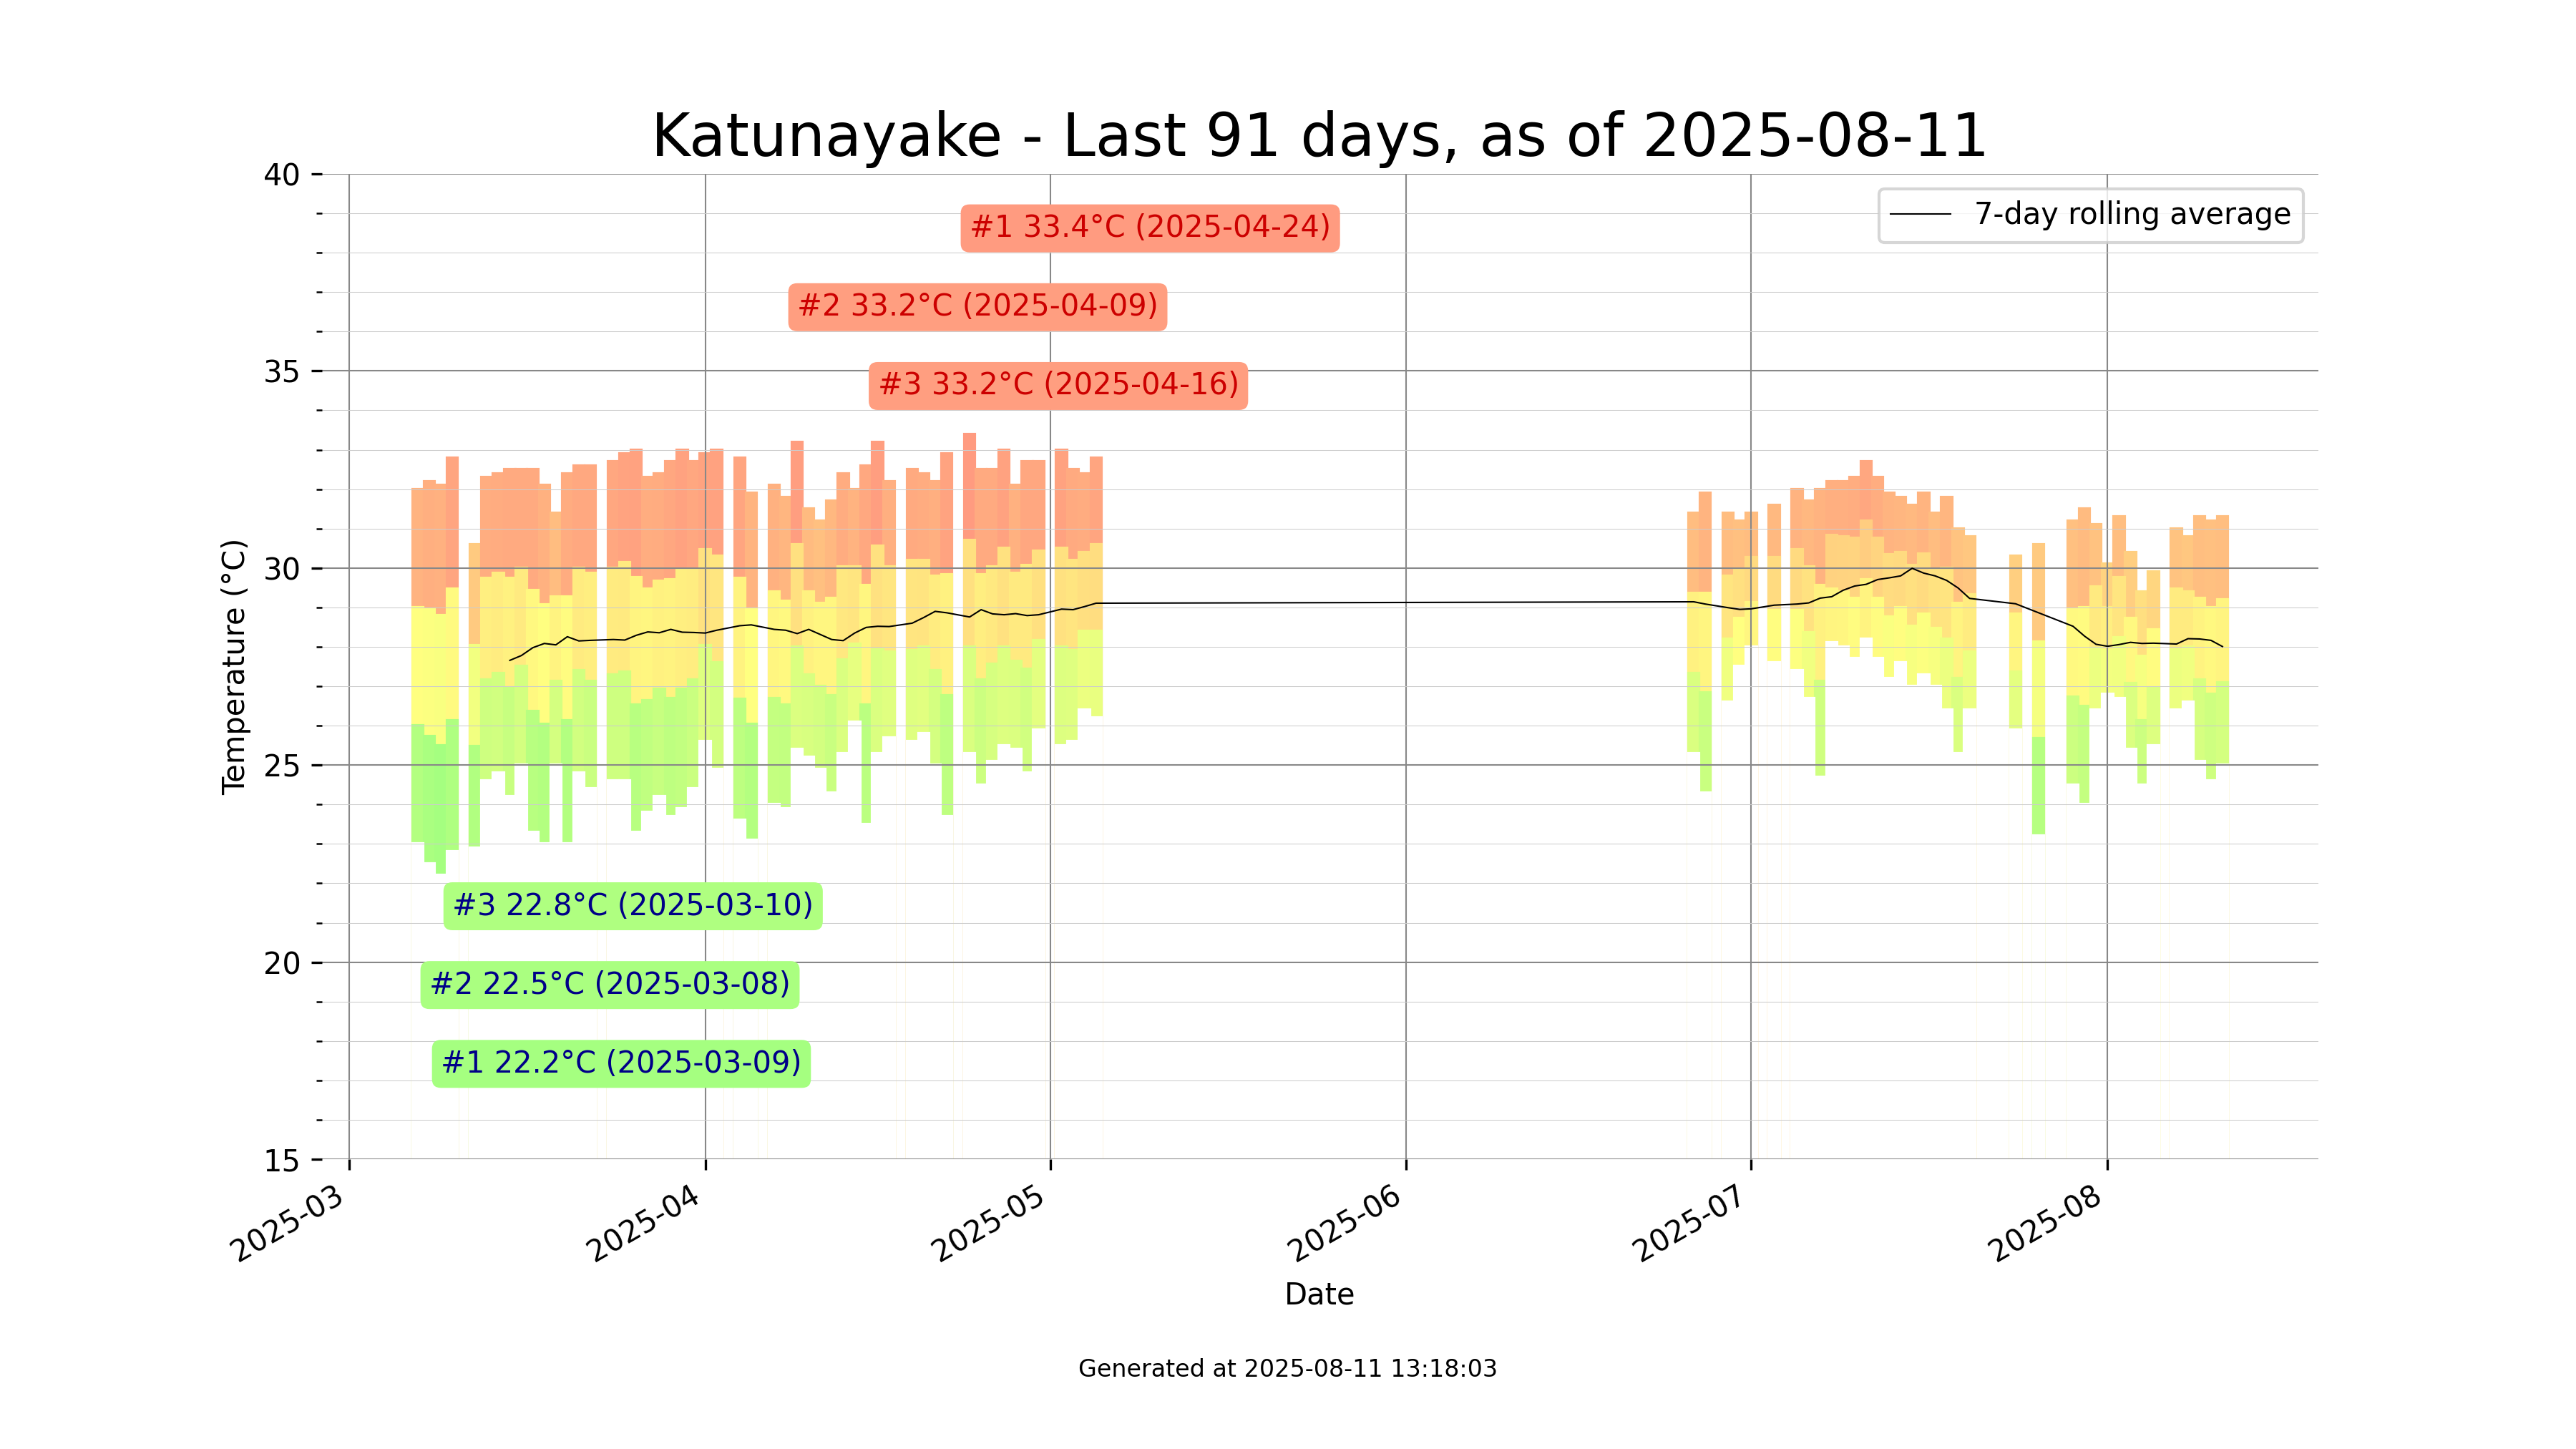 Katunayake - Last 91 days, as of 2025-08-11
7-day rolling average
#1 33.4°C (2025-04-24)
#2 33.2°C (2025-04-09)
#3 33.2°C (2025-04-16)
#3 22.8°C (2025-03-10)
#2 22.5°C (2025-03-08)
#1 22.2°C (2025-03-09)
Temperature (°C)
40
35
30
25
20
15
2025-03
2025-04
2025-05
2025-06
2025-07
2025-08
Date
Generated at 2025-08-11 13:18:03